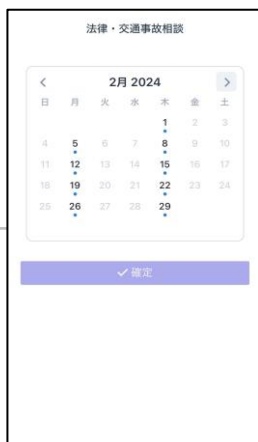 法律・交通事故相談
< 2月 2024 >
日 月 火 水 木 金 土
1 2 3
4 5 6 7 8 9 10
11 12 13 14 15 16 17
18 19 20 21 22 23 24
25 26 27 28 29
✓ 確定